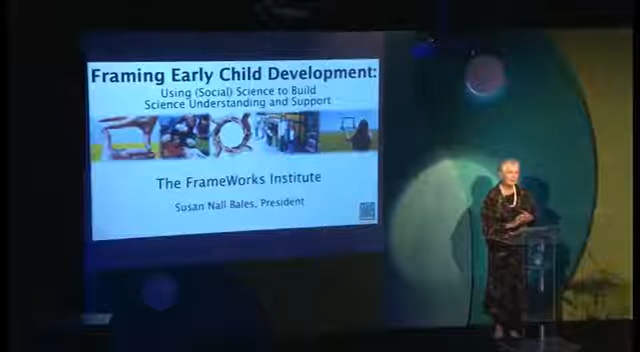 Framing Early Child Development:
Using (Social) Science to Build
Science Understanding and Support
The FrameWorks Institute
Susan Nall Bales, President